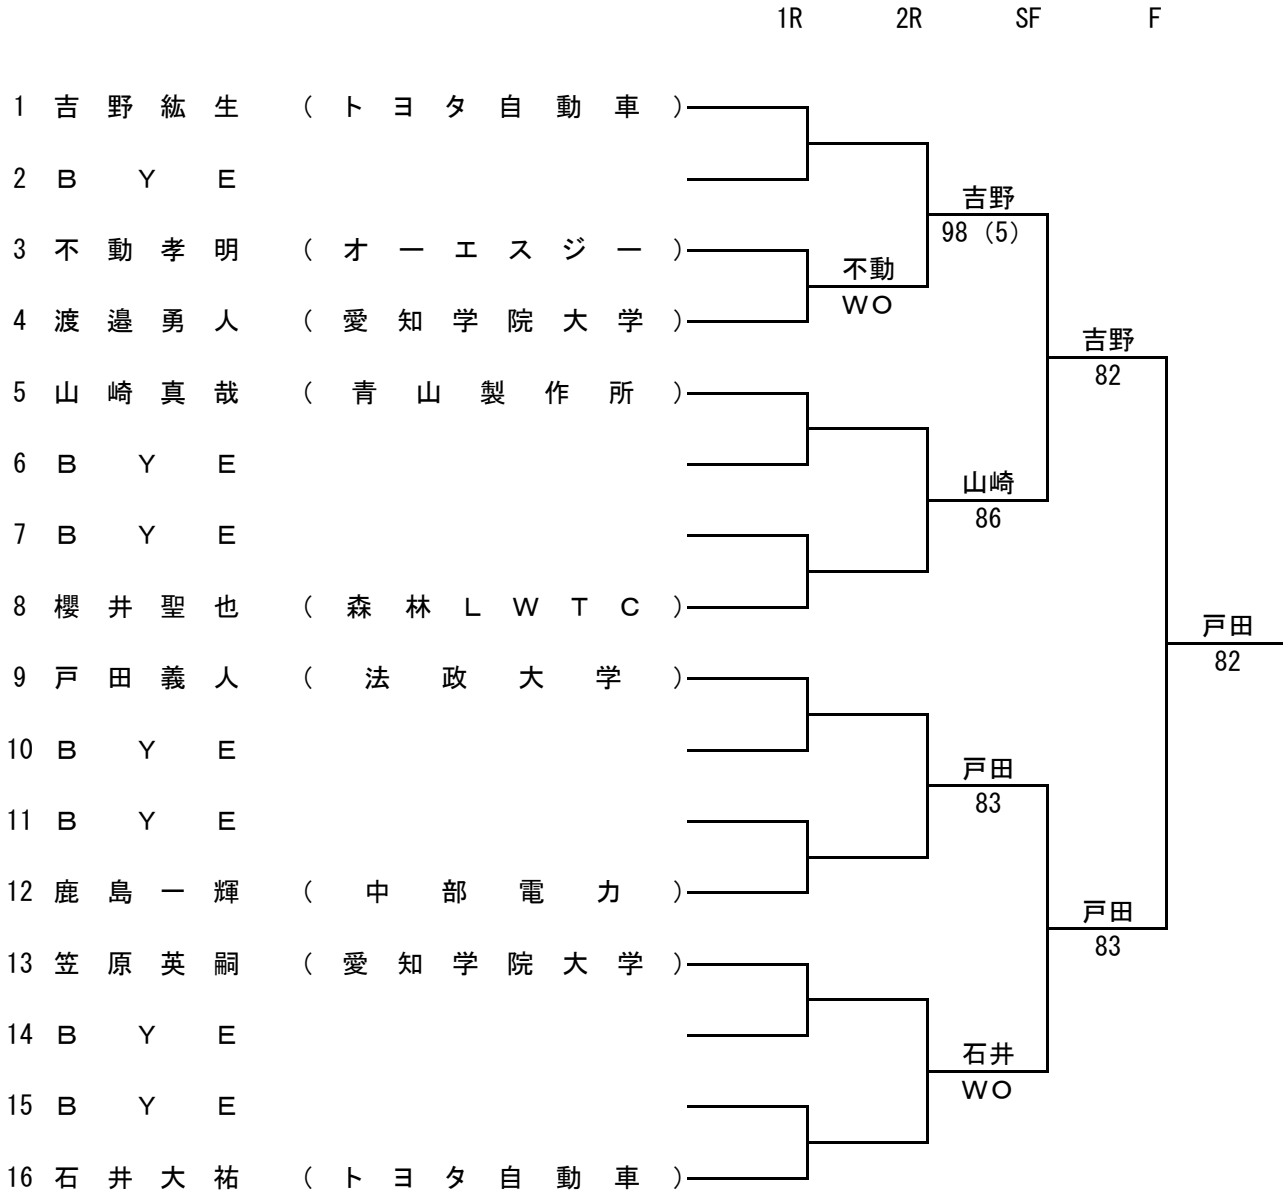 1R 2R SF F
1 吉野紘生 (トヨタ自動車)
2 BYE
吉野
98 (5)
3 不動孝明 (オーエスジー)
不動
WO
4 渡邉勇人 (愛知学院大学)
吉野
82
5 山崎真哉 (青山製作所)
6 BYE
山崎
86
7 BYE
8 櫻井聖也 (森林LWTC)
戸田
82
9 戸田義人 (法政大学)
10 BYE
戸田
83
11 BYE
12 鹿島一輝 (中部電力)
戸田
83
13 笠原英嗣 (愛知学院大学)
14 BYE
石井
WO
15 BYE
16 石井大祐 (トヨタ自動車)